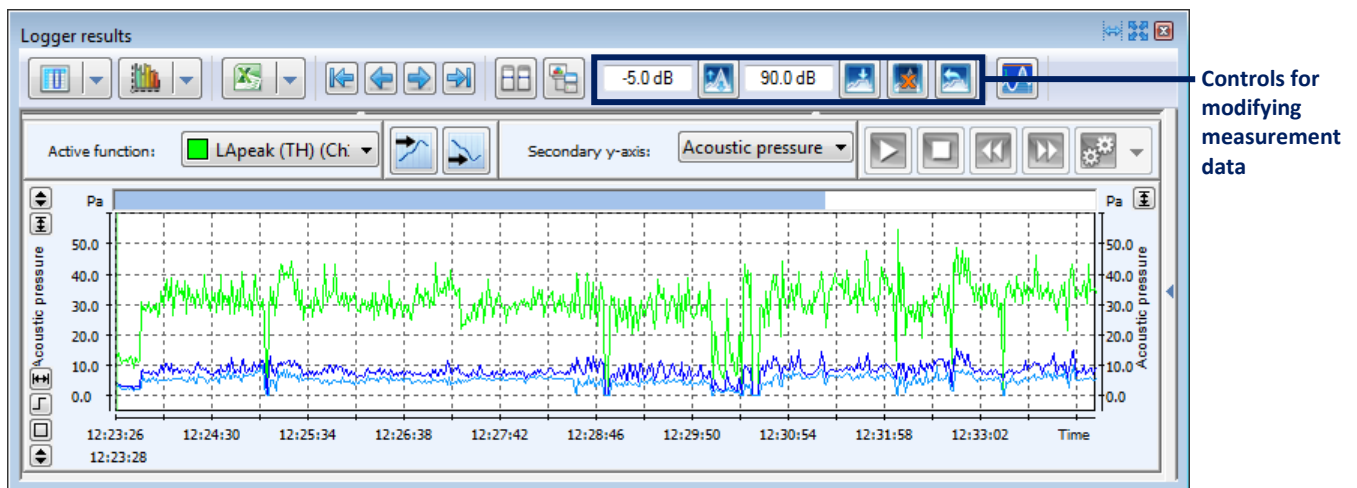 Logger results
-5.0 dB
90.0 dB
Controls for
modifying
measurement
data
Active function:
LApeak (TH) (Ch:
Secondary y-axis:
Acoustic pressure
Pa
Pa
50.0
40.0
30.0
20.0
10.0
0.0
Acoustic pressure
50.0
40.0
30.0
20.0
10.0
0.0
Acoustic pressure
12:23:26 12:24:30 12:25:34 12:26:38 12:27:42 12:28:46 12:29:50 12:30:54 12:31:58 12:33:02 Time
12:23:28